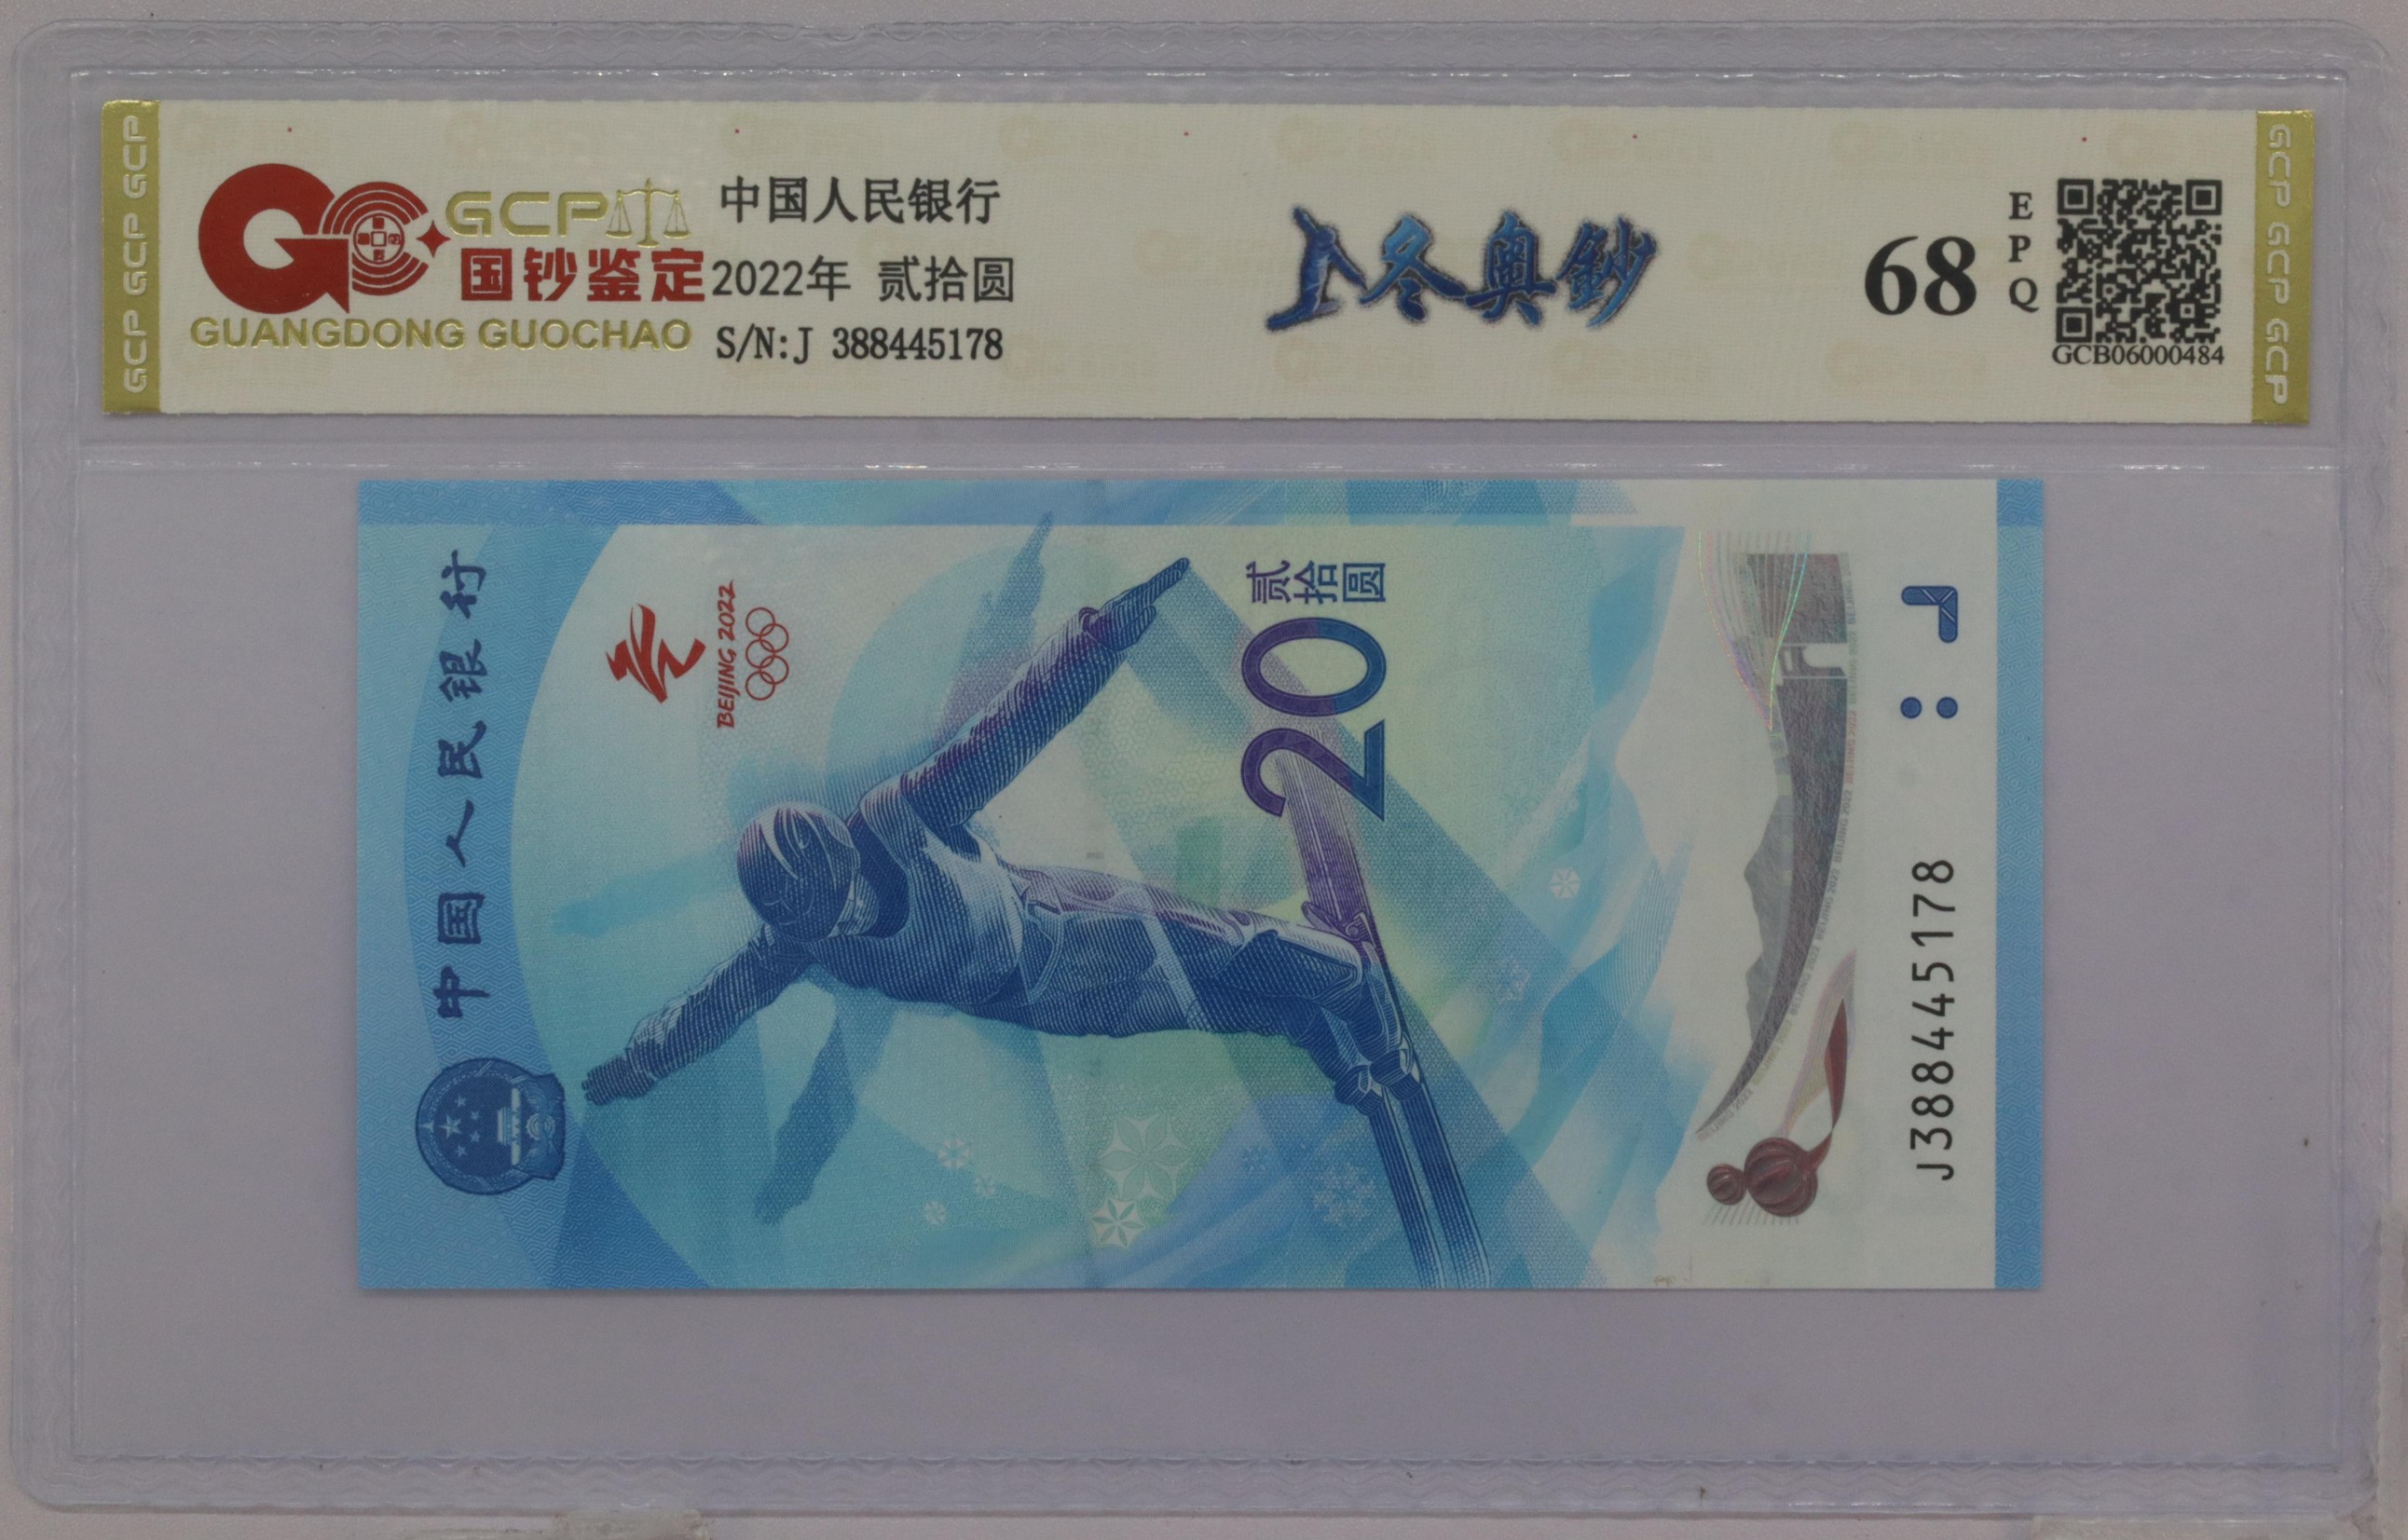 GCP GCP GCP
GCP
国钞鉴定
GUANGDONG GUOCHAO
中国人民银行
2022年 贰拾圆
S/N:J 388445178
冬奥鈔
68
EPQ
GCB06000484
GCP GCP GCP
中国人民银行
BEIJING 2022
贰拾圆
20
J388445178